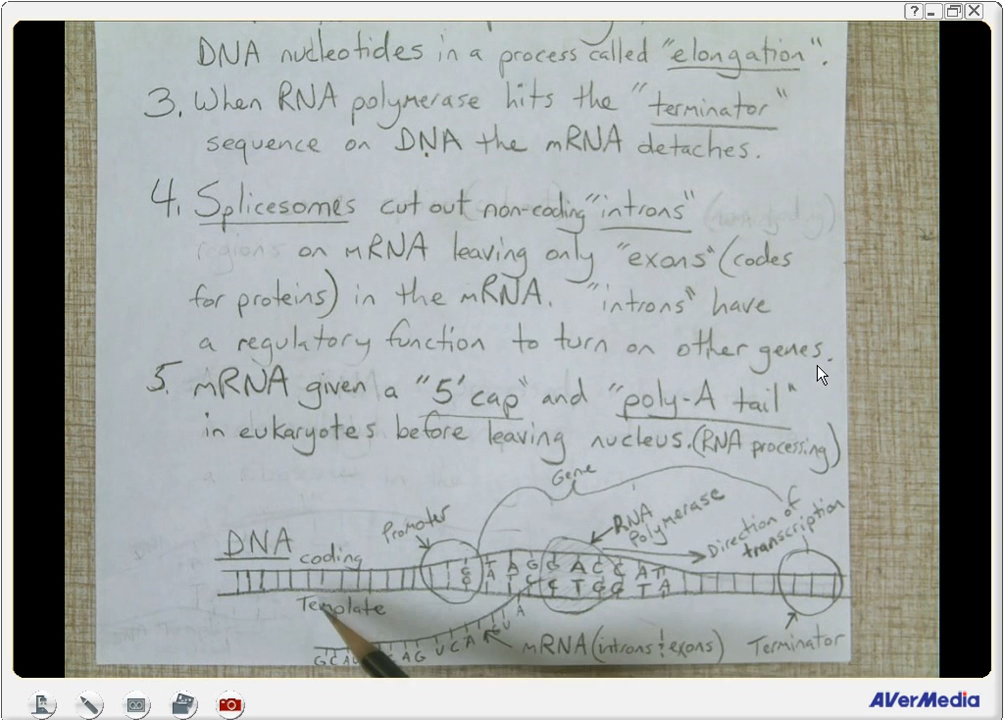 DNA nucleotides in a process called "elongation".
3. When RNA polymerase hits the "terminator"
sequence on DNA the mRNA detaches.
4. Splicesomes cut out non-coding "introns"
regions on mRNA leaving only "exons" (codes
for proteins) in the mRNA. "introns" have
a regulatory function to turn on other genes.
5. mRNA given a "5' cap" and "poly-A tail"
in eukaryotes before leaving nucleus. (RNA processing)
Gene
Promoter
RNA Polymerase
Direction of transcription
DNA coding
Template
mRNA (introns & exons)
Terminator
AVerMedia